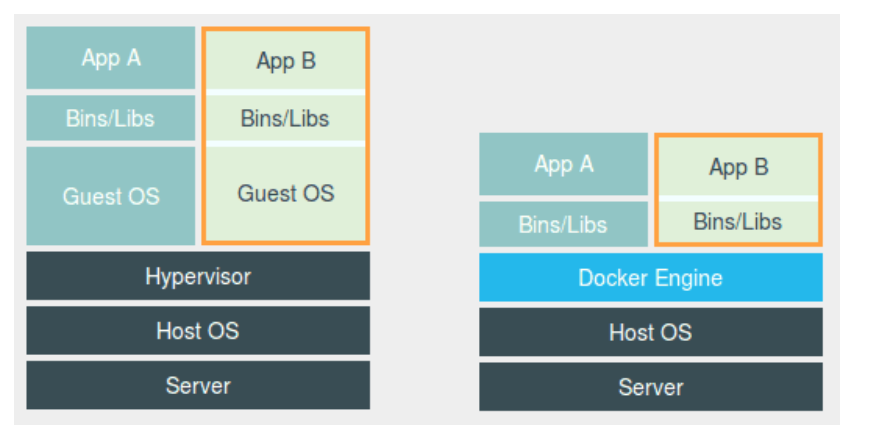 App A
App B
Bins/Libs
Bins/Libs
Guest OS
Guest OS
Hypervisor
Host OS
Server
App A
App B
Bins/Libs
Bins/Libs
Docker Engine
Host OS
Server